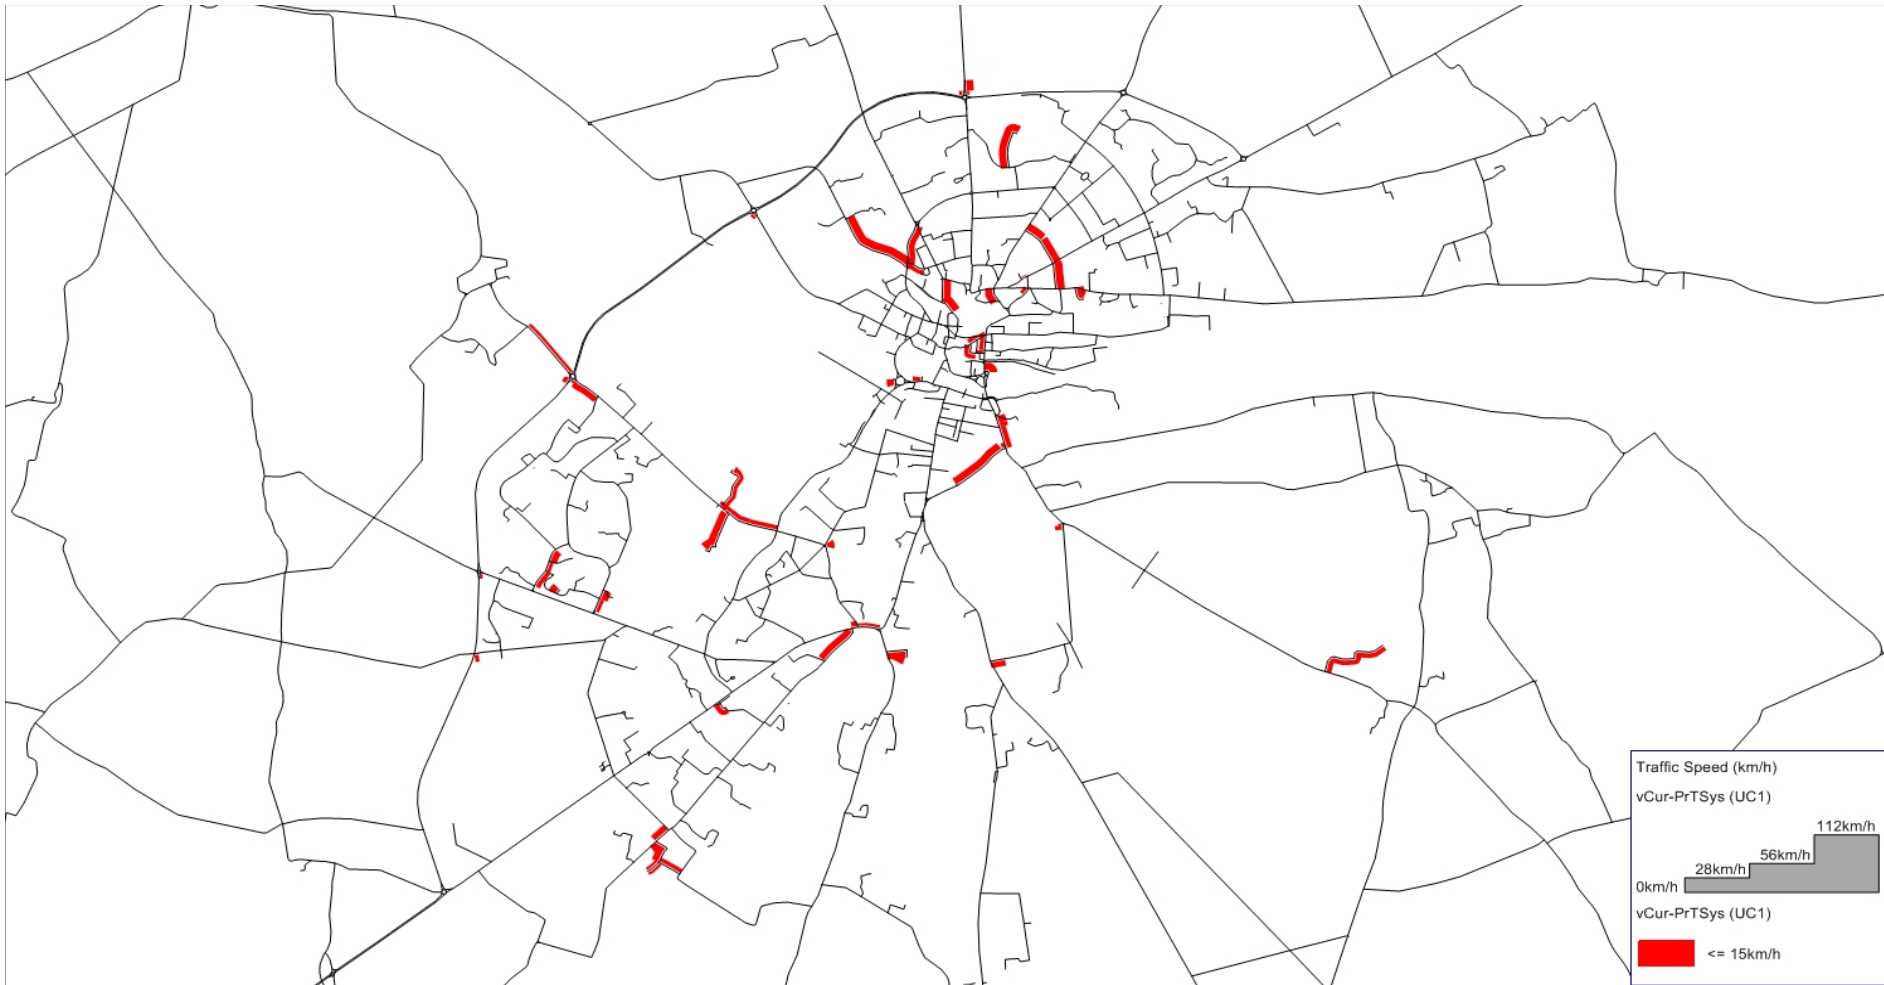 Traffic Speed (km/h)
vCur-PrTSys (UC1)
112km/h
56km/h
28km/h
0km/h
vCur-PrTSys (UC1)
<= 15km/h